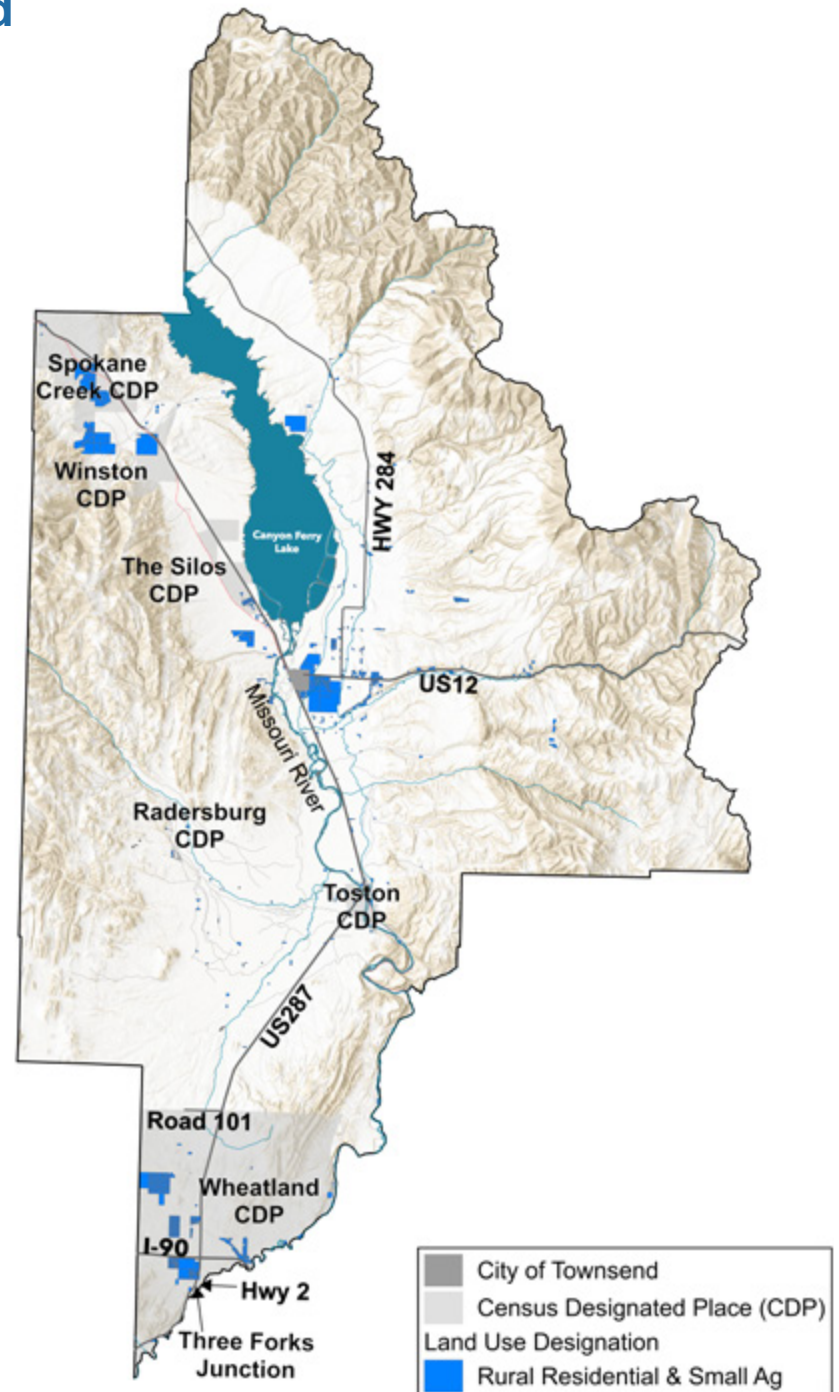 d
Spokane
Creek CDP
Winston
CDP
HWY 284
Canyon Ferry
Lake
The Silos
CDP
US12
Missouri River
Radersburg
CDP
Toston
CDP
US287
Road 101
Wheatland
CDP
I-90
Hwy 2
Three Forks
Junction
City of Townsend
Census Designated Place (CDP)
Land Use Designation
Rural Residential & Small Ag